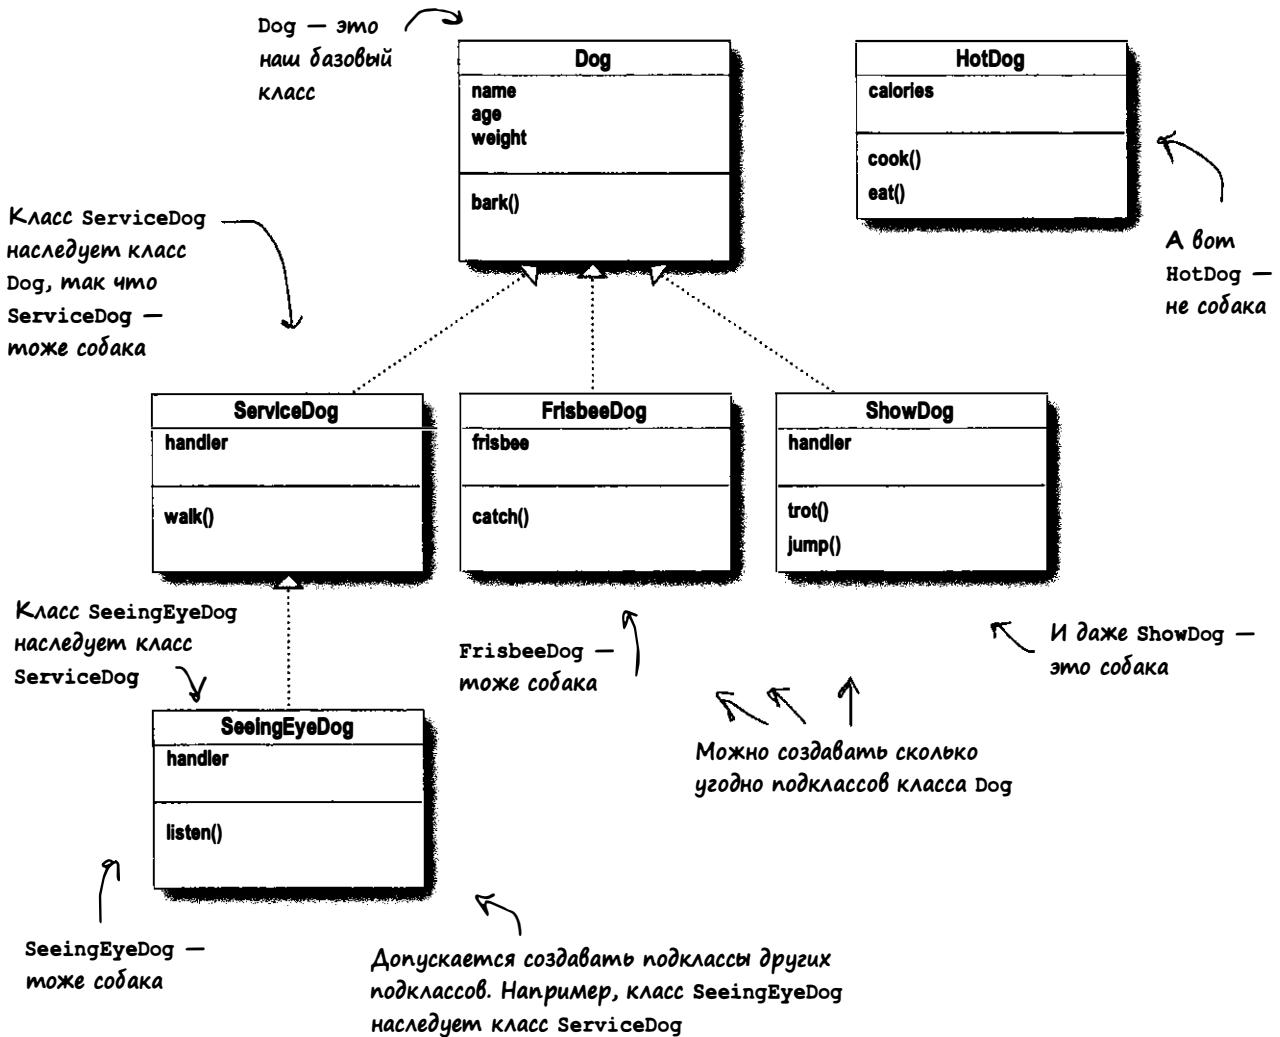 Dog — это
наш базовый
класс
Dog
name
age
weight
bark()
HotDog
calories
cook()
eat()
А вот
HotDog —
не собака
Класс ServiceDog
наследует класс
Dog, так что
ServiceDog —
тоже собака
ServiceDog
handler
walk()
FrisbeeDog
frisbee
catch()
ShowDog
handler
trot()
jump()
Класс SeeingEyeDog
наследует класс
ServiceDog
FrisbeeDog —
тоже собака
И даже ShowDog —
это собака
Можно создавать сколько
угодно подклассов класса Dog
SeeingEyeDog
handler
listen()
SeeingEyeDog —
тоже собака
Допускается создавать подклассы других
подклассов. Например, класс SeeingEyeDog
наследует класс ServiceDog